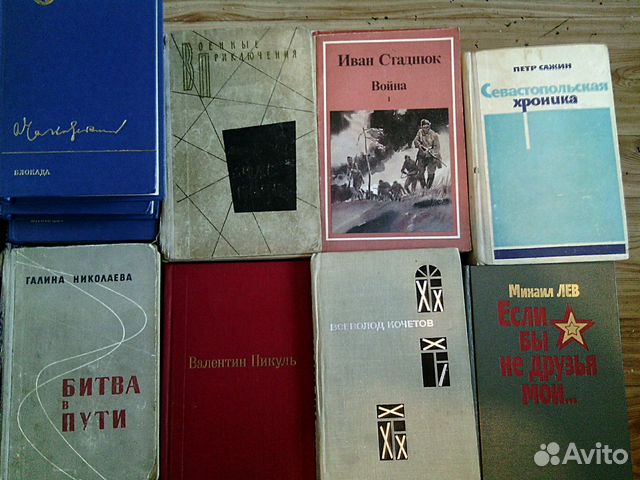 БЛОКАДА
ВОЕННЫЕ
ПРИКЛЮЧЕНИЯ
Иван Стаднюк
Война
1
ПЕТР САЖИН
Севастопольская
хроника
ГАЛИНА НИКОЛАЕВА
БИТВА
В
ПУТИ
Валентин Пикуль
ВСЕВОЛОД КОЧЕТОВ
Михаил ЛЕВ
Если
бы
не друзья
мои...
Avito